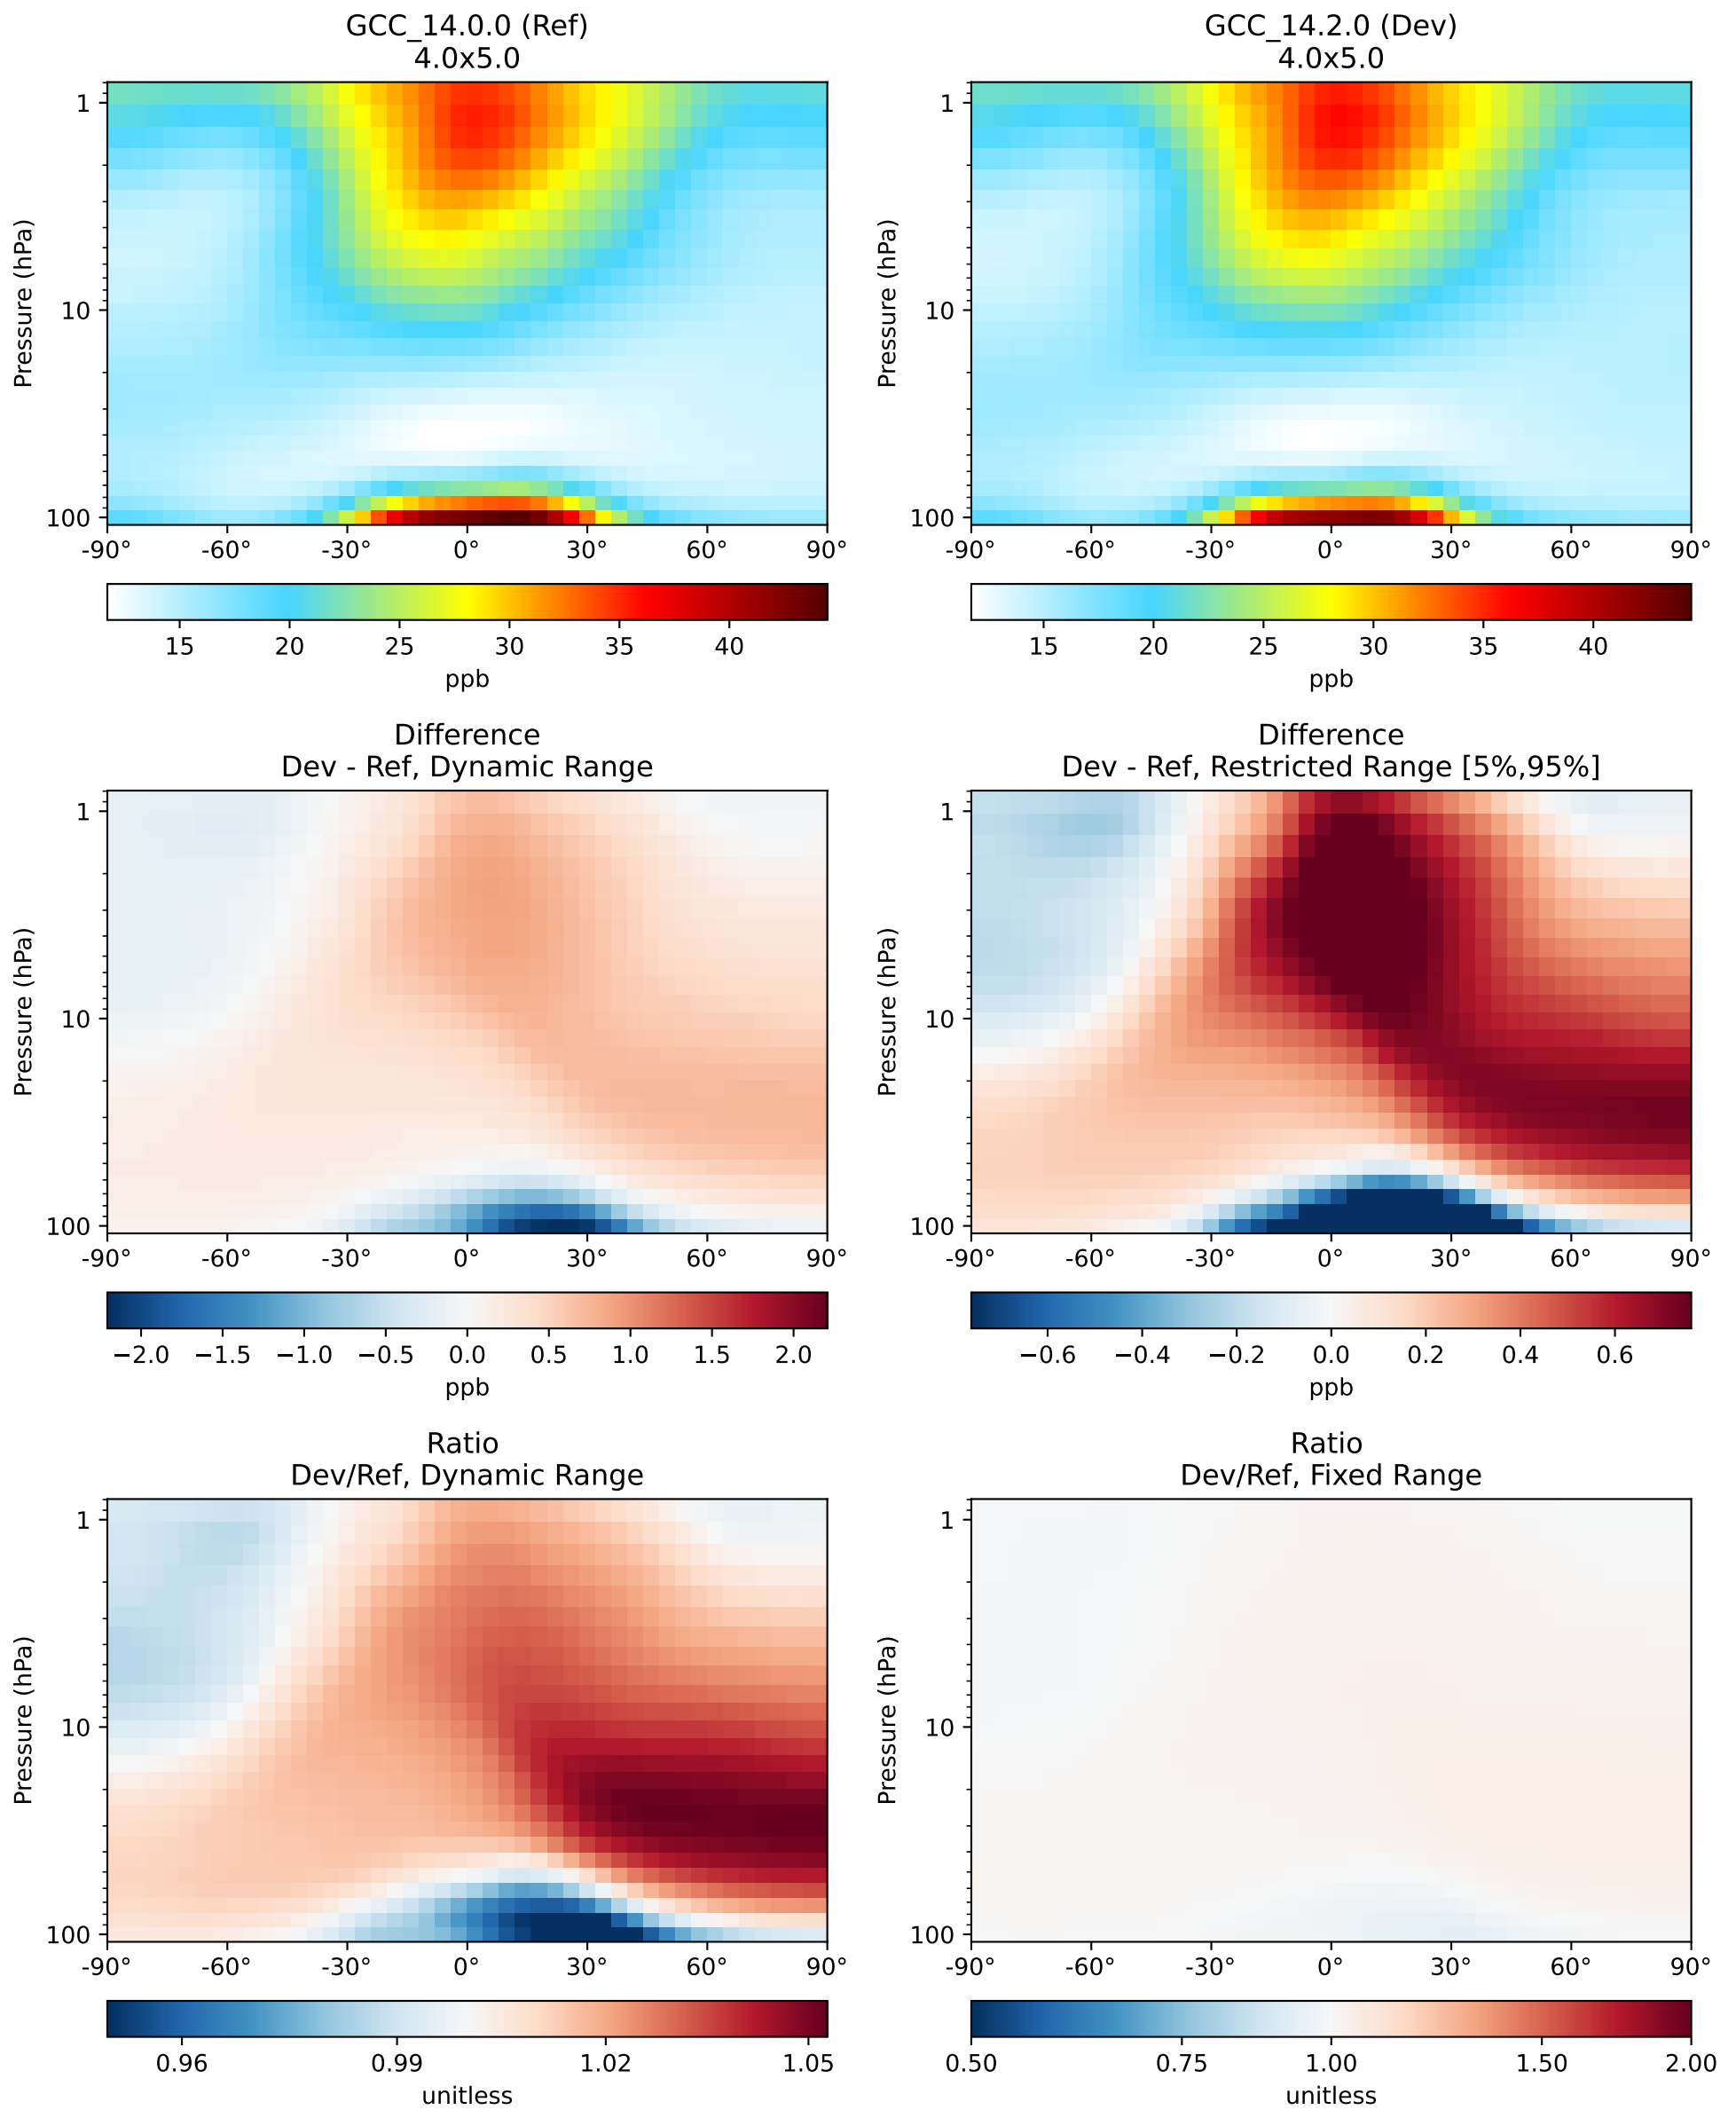 GCC_14.0.0 (Ref)
4.0x5.0
GCC_14.2.0 (Dev)
4.0x5.0
Pressure (hPa)
1
10
100
-90° -60° -30° 0° 30° 60° 90°
15 20 25 30 35 40
ppb
Pressure (hPa)
1
10
100
-90° -60° -30° 0° 30° 60° 90°
15 20 25 30 35 40
ppb
Difference
Dev - Ref, Dynamic Range
Difference
Dev - Ref, Restricted Range [5%,95%]
Pressure (hPa)
1
10
100
-90° -60° -30° 0° 30° 60° 90°
−2.0 −1.5 −1.0 −0.5 0.0 0.5 1.0 1.5 2.0
ppb
Pressure (hPa)
1
10
100
-90° -60° -30° 0° 30° 60° 90°
−0.6 −0.4 −0.2 0.0 0.2 0.4 0.6
ppb
Ratio
Dev/Ref, Dynamic Range
Ratio
Dev/Ref, Fixed Range
Pressure (hPa)
1
10
100
-90° -60° -30° 0° 30° 60° 90°
0.96 0.99 1.02 1.05
unitless
Pressure (hPa)
1
10
100
-90° -60° -30° 0° 30° 60° 90°
0.50 0.75 1.00 1.50 2.00
unitless